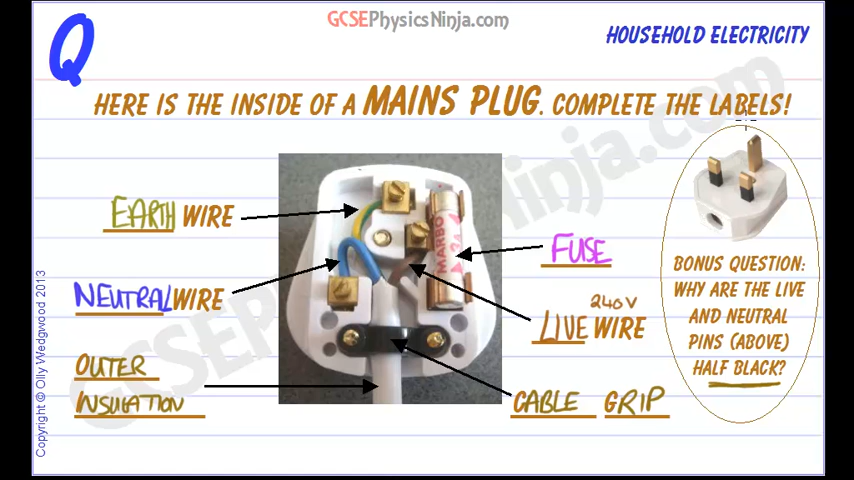 GCSEPhysicsNinja.com
Q
HOUSEHOLD ELECTRICITY
HERE IS THE INSIDE OF A MAINS PLUG. COMPLETE THE LABELS!
EARTH WIRE
NEUTRAL WIRE
OUTER
INSULATION
MARBO
FUSE
240V
LIVE WIRE
CABLE GRIP
BONUS QUESTION:
WHY ARE THE LIVE
AND NEUTRAL
PINS (ABOVE)
HALF BLACK?
Copyright © Olly Wedgwood 2013
GCSEPhysicsNinja.com